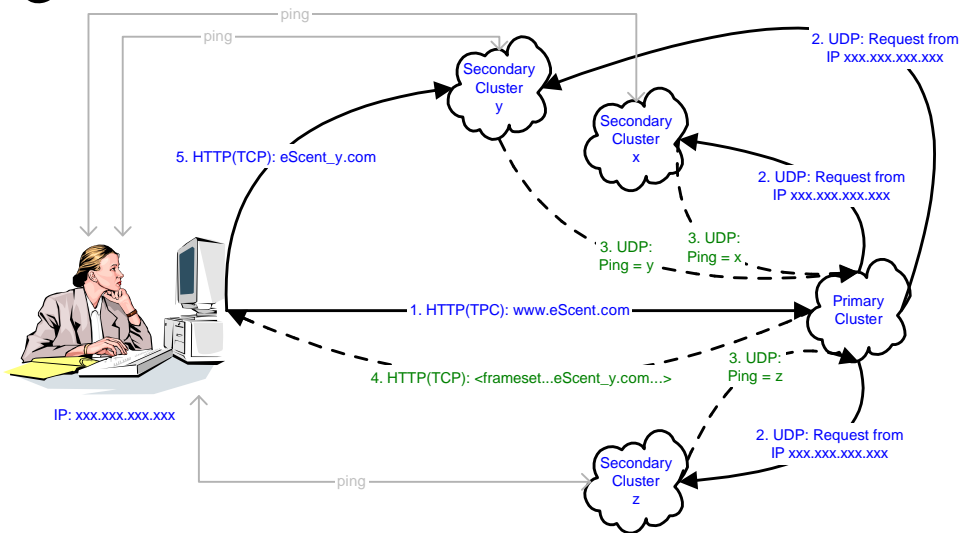 ping
ping
2. UDP: Request from
IP xxx.xxx.xxx.xxx
Secondary
Cluster
y
Secondary
Cluster
x
5. HTTP(TCP): eScent_y.com
2. UDP: Request from
IP xxx.xxx.xxx.xxx
3. UDP:
Ping = y
3. UDP:
Ping = x
1. HTTP(TPC): www.eScent.com
Primary
Cluster
4. HTTP(TCP): <frameset...eScent_y.com...>
3. UDP:
Ping = z
IP: xxx.xxx.xxx.xxx
2. UDP: Request from
IP xxx.xxx.xxx.xxx
Secondary
Cluster
z
ping